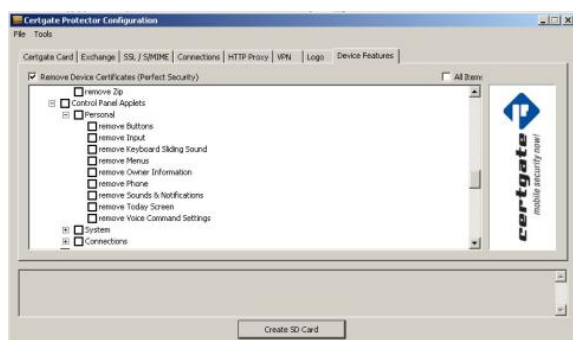 Certgate Protector Configuration
File Tools
Certgate Card Exchange SSL / S/MIME Connections HTTP Proxy VPN Logo Device Features
Remove Device Certificates (Perfect Security) All Items
remove Zip
Control Panel Applets
Personal
remove Buttons
remove Input
remove Keyboard Sliding Sound
remove Menus
remove Owner Information
remove Phone
remove Sounds & Notifications
remove Today Screen
remove Voice Command Settings
System
Connections
certgate
mobile security now!
Create SD Card